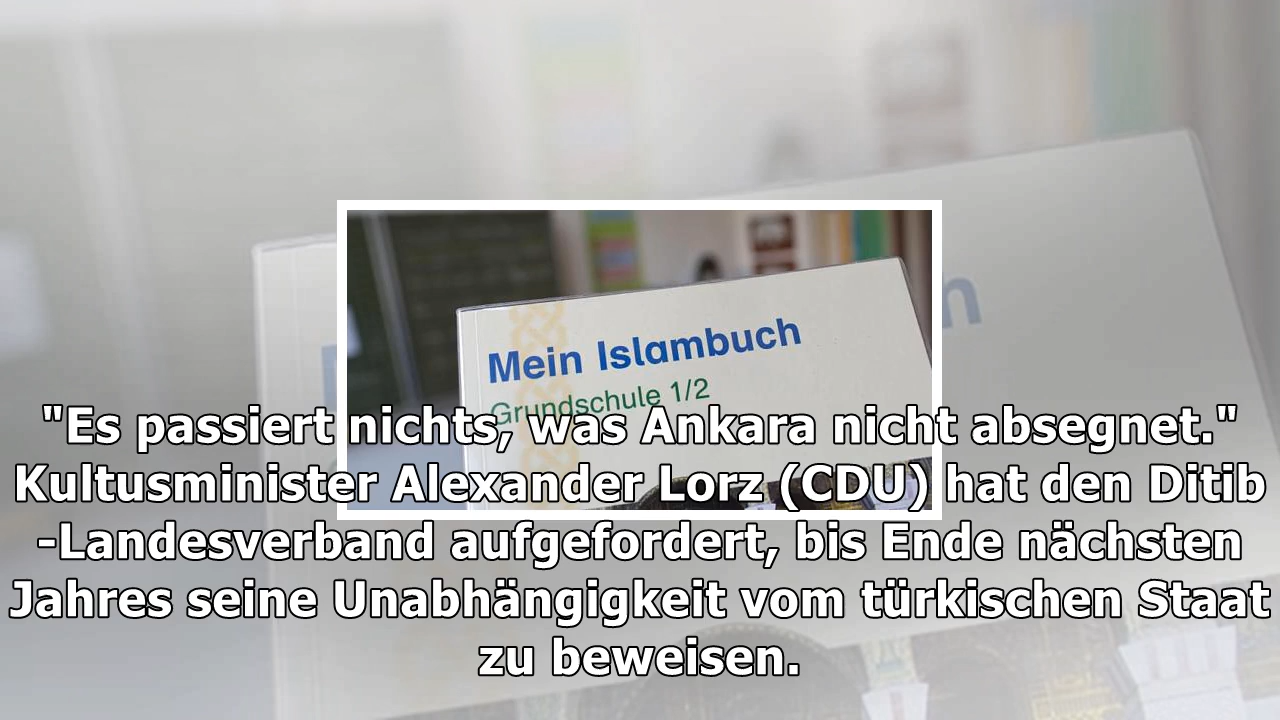 Mein Islambuch
Grundschule 1/2
"Es passiert nichts, was Ankara nicht absegnet."
Kultusminister Alexander Lorz (CDU) hat den Ditib
-Landesverband aufgefordert, bis Ende nächsten
Jahres seine Unabhängigkeit vom türkischen Staat
zu beweisen.